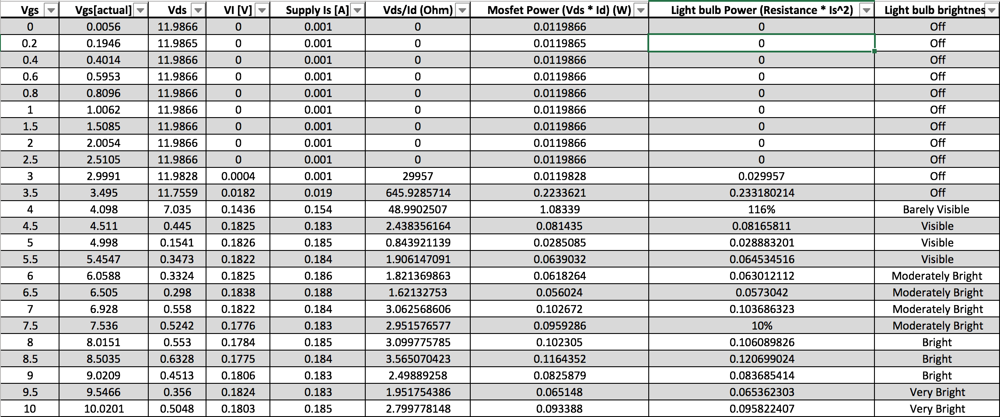 Vgs Vgs[actual] Vds VI [V] Supply Is [A] Vds/Id (Ohm) Mosfet Power (Vds * Id) (W) Light bulb Power (Resistance * Is^2) Light bulb brightnes
0 0.0056 11.9866 0 0.001 0 0.0119866 0 Off
0.2 0.1946 11.9865 0 0.001 0 0.0119865 0 Off
0.4 0.4014 11.9866 0 0.001 0 0.0119866 0 Off
0.6 0.5953 11.9866 0 0.001 0 0.0119866 0 Off
0.8 0.8096 11.9866 0 0.001 0 0.0119866 0 Off
1 1.0062 11.9866 0 0.001 0 0.0119866 0 Off
1.5 1.5085 11.9866 0 0.001 0 0.0119866 0 Off
2 2.0054 11.9866 0 0.001 0 0.0119866 0 Off
2.5 2.5105 11.9866 0 0.001 0 0.0119866 0 Off
3 2.9991 11.9828 0.0004 0.001 29957 0.0119828 0.029957 Off
3.5 3.495 11.7559 0.0182 0.019 645.9285714 0.2233621 0.233180214 Off
4 4.098 7.035 0.1436 0.154 48.9902507 1.08339 116% Barely Visible
4.5 4.511 0.445 0.1825 0.183 2.438356164 0.081435 0.08165811 Visible
5 4.998 0.1541 0.1826 0.185 0.843921139 0.0285085 0.028883201 Visible
5.5 5.4547 0.3473 0.1822 0.184 1.906147091 0.0639032 0.064534516 Visible
6 6.0588 0.3324 0.1825 0.186 1.821369863 0.0618264 0.063012112 Moderately Bright
6.5 6.505 0.298 0.1838 0.188 1.62132753 0.056024 0.0573042 Moderately Bright
7 6.928 0.558 0.1822 0.184 3.062568606 0.102672 0.103686323 Moderately Bright
7.5 7.536 0.5242 0.1776 0.183 2.951576577 0.0959286 10% Moderately Bright
8 8.0151 0.553 0.1784 0.185 3.099775785 0.102305 0.106089826 Bright
8.5 8.5035 0.6328 0.1775 0.184 3.565070423 0.1164352 0.120699024 Bright
9 9.0209 0.4513 0.1806 0.183 2.49889258 0.0825879 0.083685414 Bright
9.5 9.5466 0.356 0.1824 0.183 1.951754386 0.065148 0.065362303 Very Bright
10 10.0201 0.5048 0.1803 0.185 2.799778148 0.093388 0.095822407 Very Bright